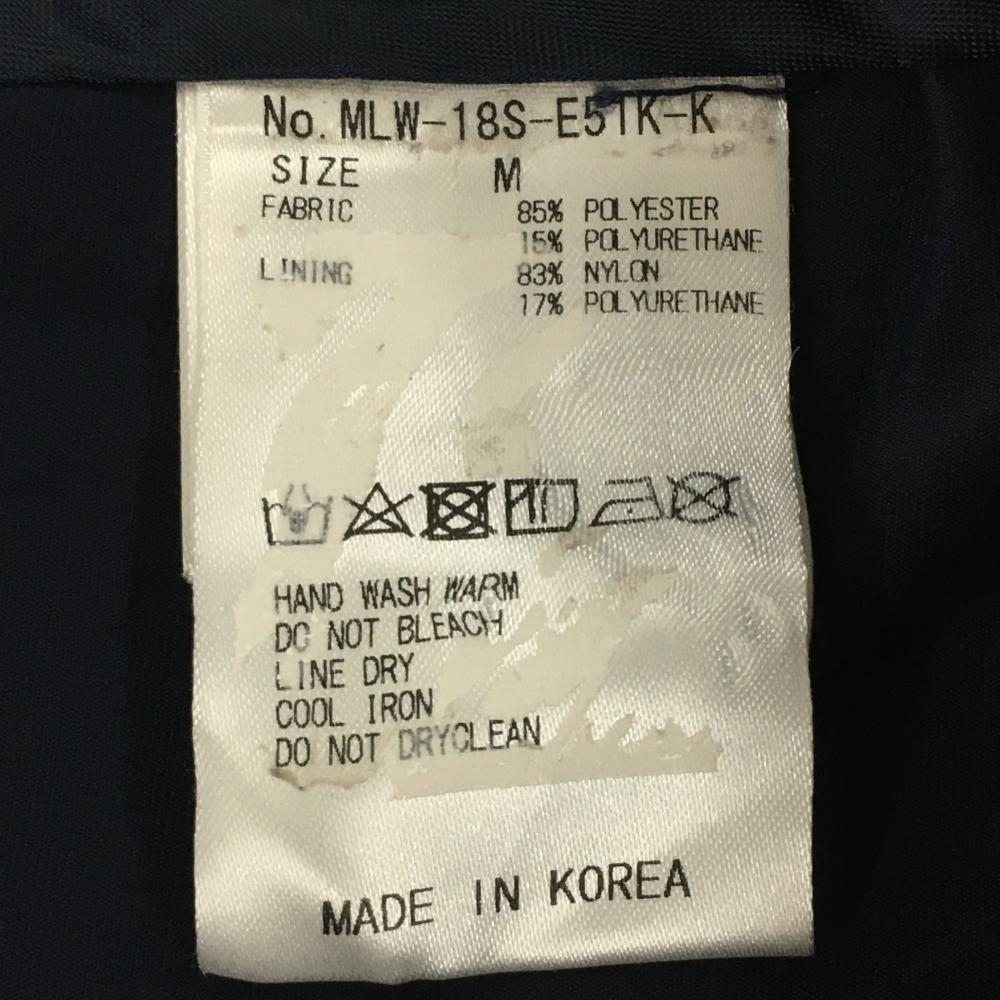 No. MLW-18S-E51K-K
SIZE M
FABRIC 85% POLYESTER
15% POLYURETHANE
LINING 83% NYLON
17% POLYURETHANE
HAND WASH WARM
DO NOT BLEACH
LINE DRY
COOL IRON
DO NOT DRYCLEAN
MADE IN KOREA